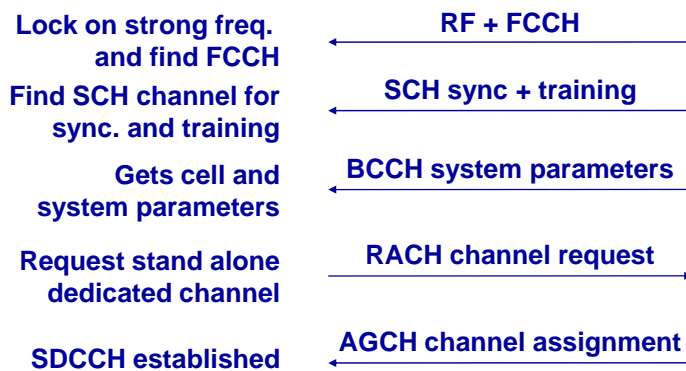 Lock on strong freq.
and find FCCH
RF + FCCH
Find SCH channel for
sync. and training
SCH sync + training
Gets cell and
system parameters
BCCH system parameters
Request stand alone
dedicated channel
RACH channel request
SDCCH established
AGCH channel assignment